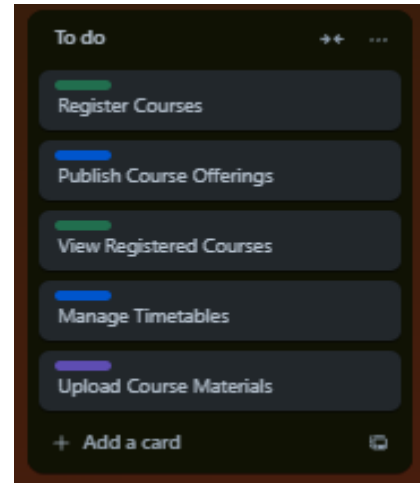 To do
Register Courses
Publish Course Offerings
View Registered Courses
Manage Timetables
Upload Course Materials
+ Add a card